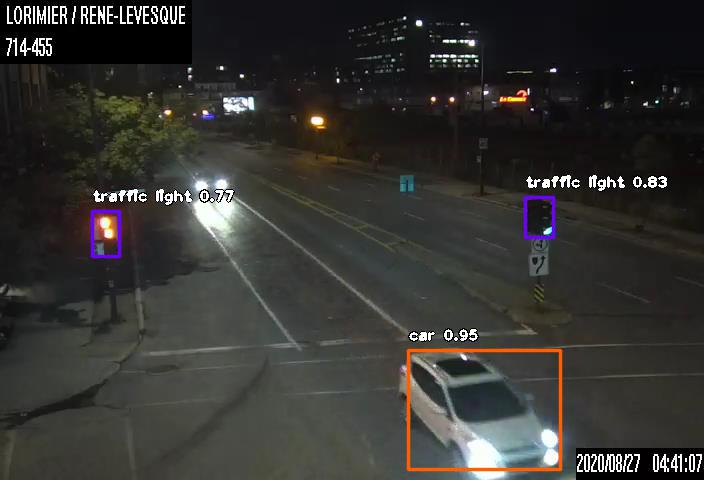 LORIMIER / RENE-LEVESQUE
714-455
traffic light 0.77
traffic light 0.83
car 0.95
2020/08/27 04:41:07